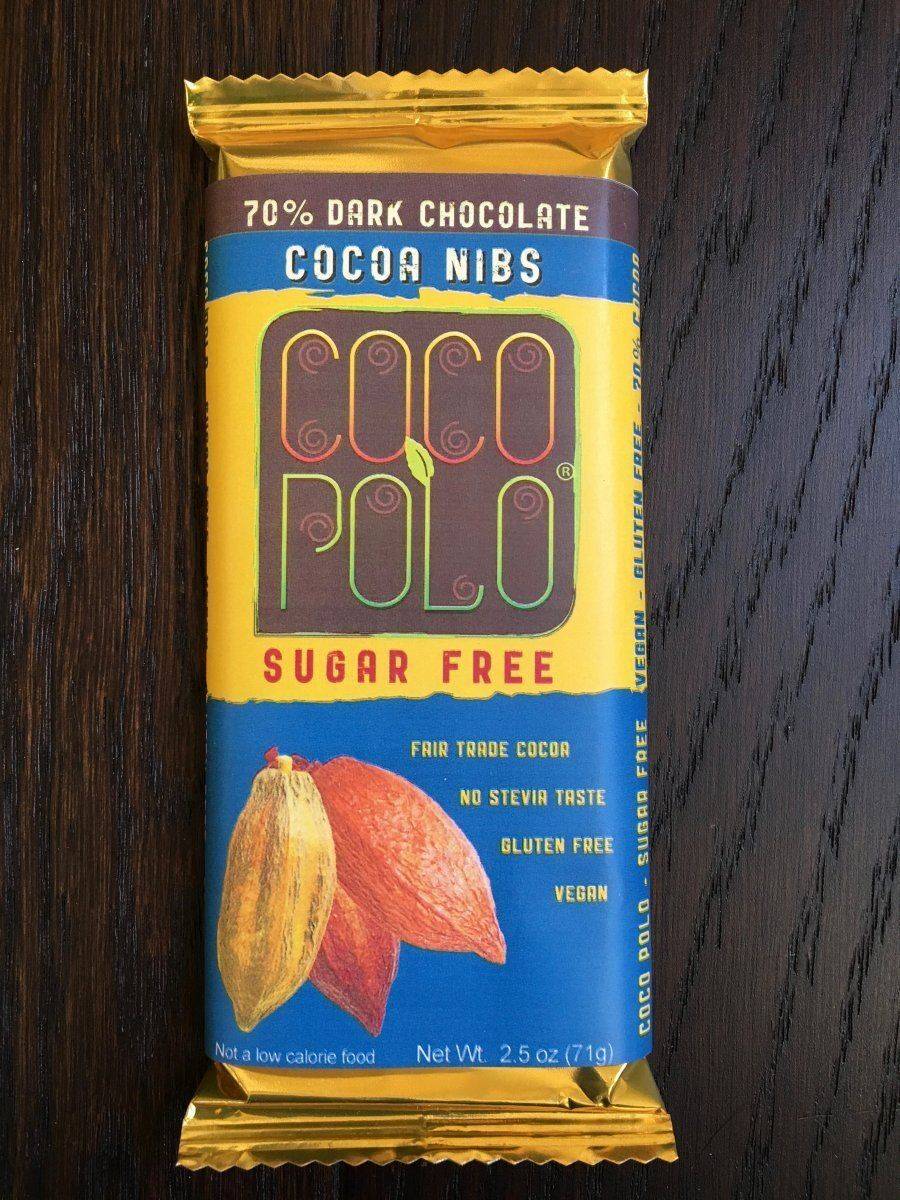 70% DARK CHOCOLATE
COCOA NIBS
COCO
POLO®
SUGAR FREE
FAIR TRADE COCOA
NO STEVIA TASTE
GLUTEN FREE
VEGAN
Not a low calorie food
Net Wt. 2.5 oz (71g)
COCO POLO - SUGAR FREE VEGAN - GLUTEN FREE - 70% COCOA